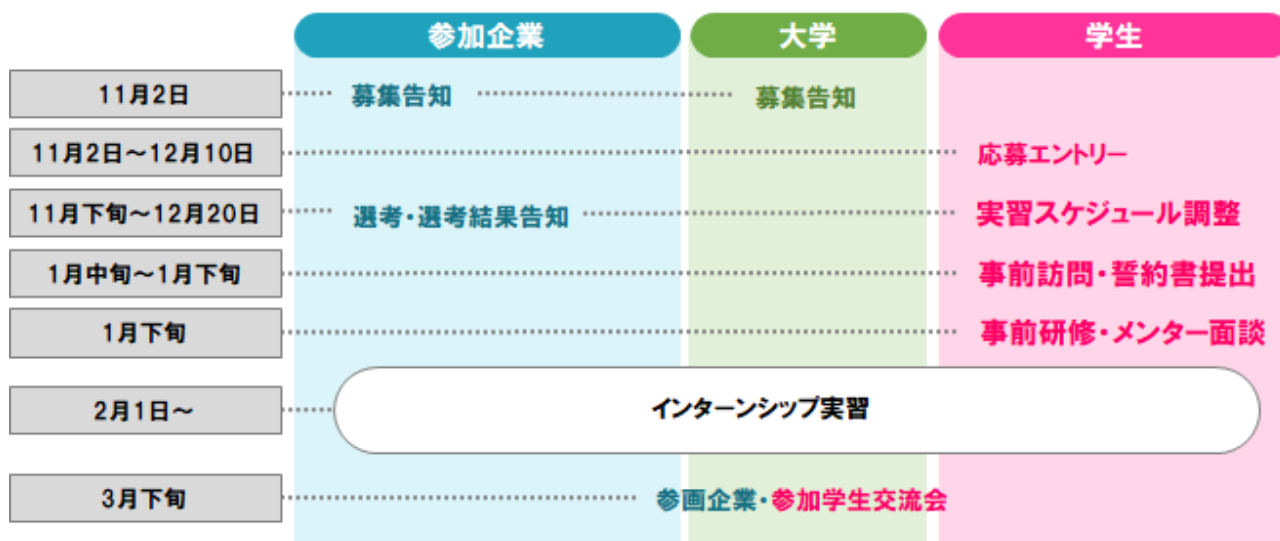 参加企業 大学 学生
11月2日 募集告知 募集告知
11月2日～12月10日 応募エントリー
11月下旬～12月20日 選考・選考結果告知 実習スケジュール調整
1月中旬～1月下旬 事前訪問・誓約書提出
1月下旬 事前研修・メンター面談
2月1日～ インターンシップ実習
3月下旬 参画企業・参加学生交流会